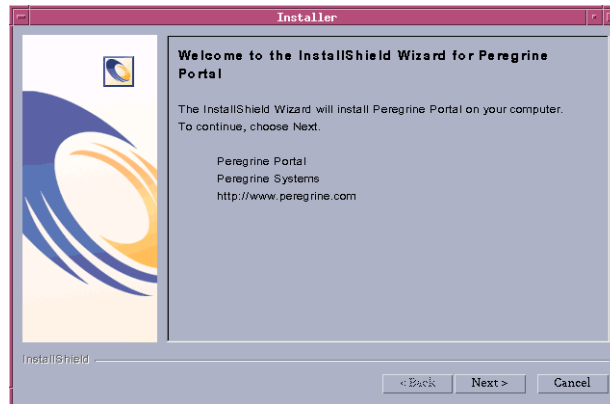 Installer
Welcome to the InstallShield Wizard for Peregrine
Portal
The InstallShield Wizard will install Peregrine Portal on your computer.
To continue, choose Next.
Peregrine Portal
Peregrine Systems
http://www.peregrine.com
InstallShield
< Back
Next >
Cancel